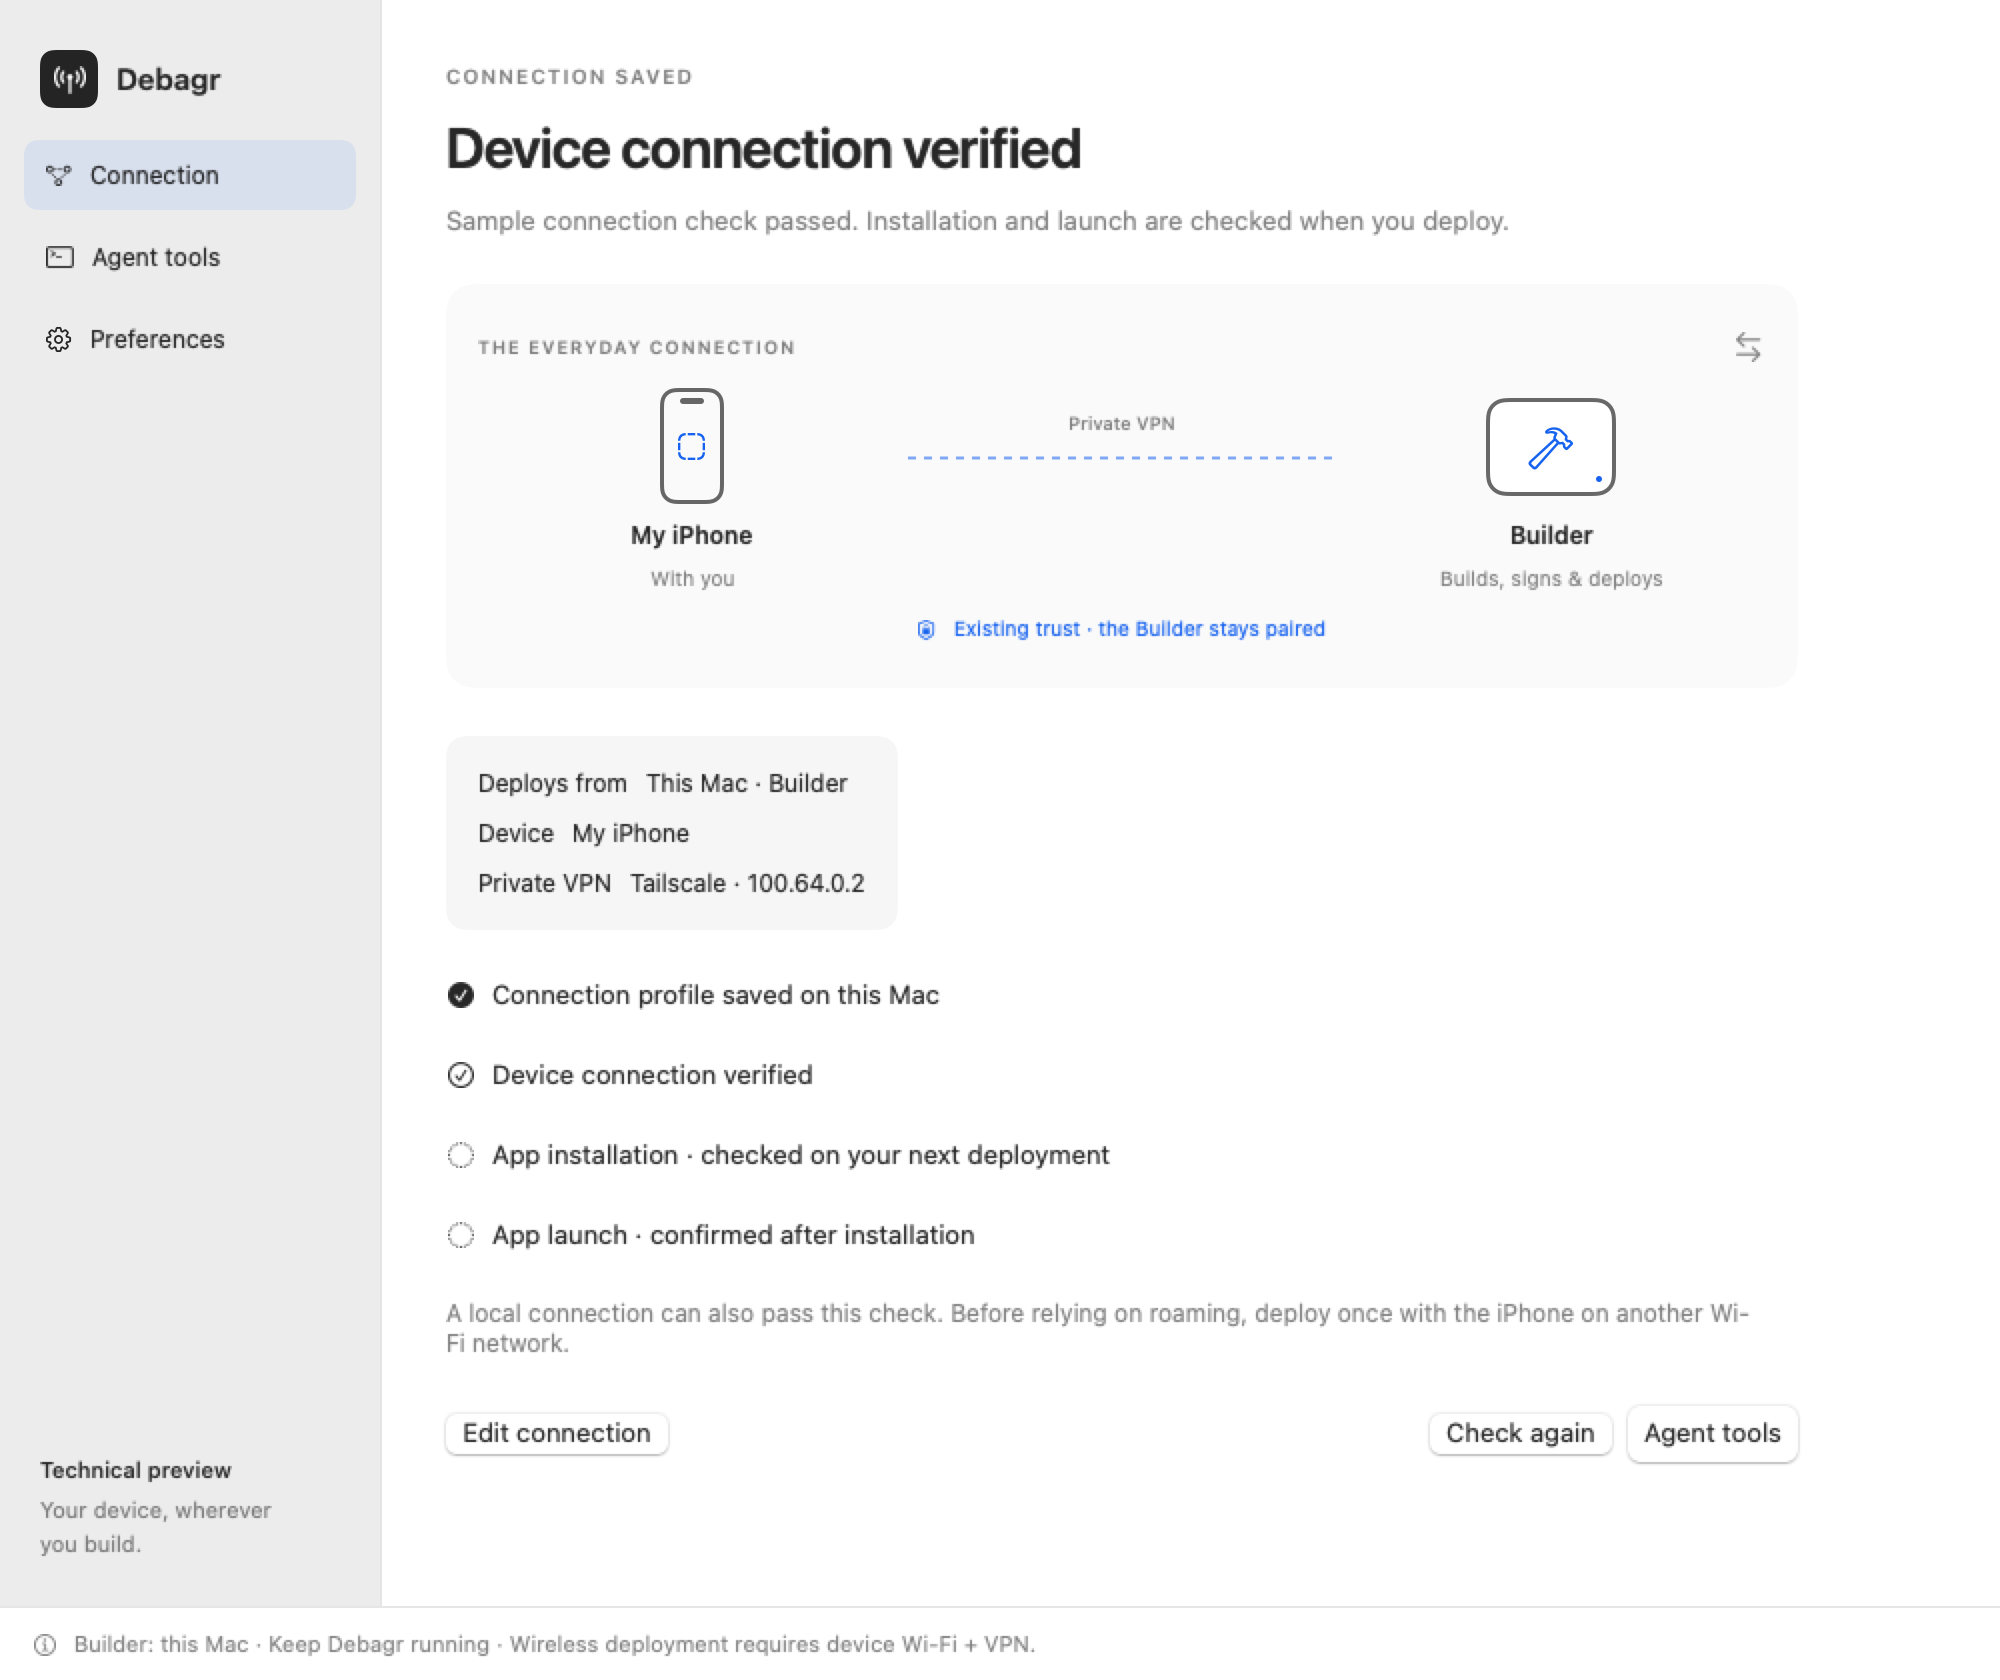 Debagr
Connection
Agent tools
Preferences
Technical preview
Your device, wherever
you build.
CONNECTION SAVED
Device connection verified
Sample connection check passed. Installation and launch are checked when you deploy.
THE EVERYDAY CONNECTION
Private VPN
My iPhone
With you
Builder
Builds, signs & deploys
Existing trust · the Builder stays paired
Deploys from This Mac · Builder
Device My iPhone
Private VPN Tailscale · 100.64.0.2
Connection profile saved on this Mac
Device connection verified
App installation · checked on your next deployment
App launch · confirmed after installation
A local connection can also pass this check. Before relying on roaming, deploy once with the iPhone on another Wi-
Fi network.
Edit connection
Check again
Agent tools
Builder: this Mac · Keep Debagr running · Wireless deployment requires device Wi-Fi + VPN.